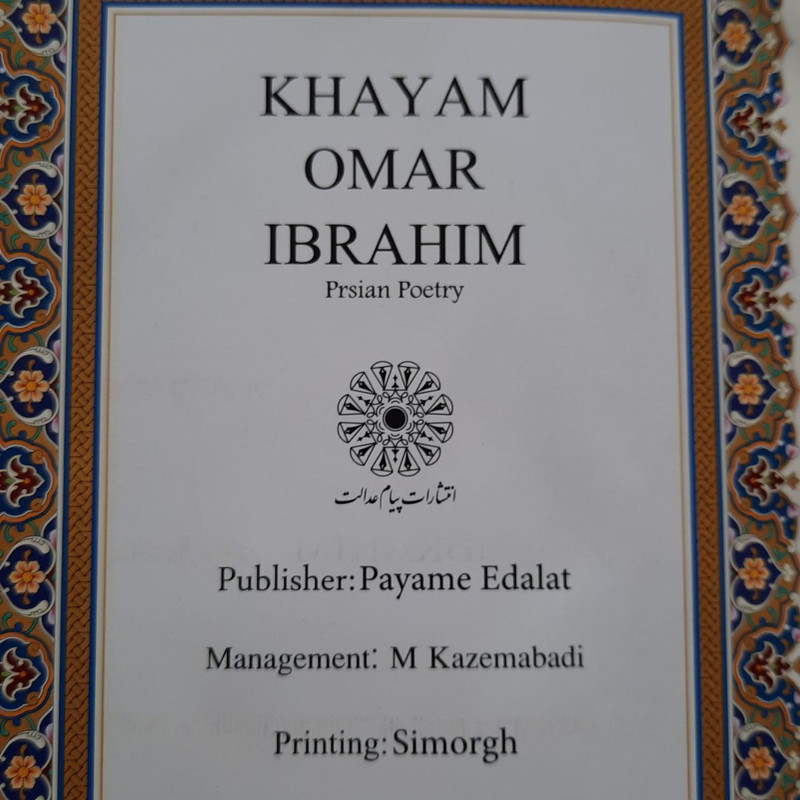 KHAYAM
OMAR
IBRAHIM
Prsian Poetry
انتشارات پیام عدالت
Publisher: Payame Edalat
Management: M Kazemabadi
Printing: Simorgh